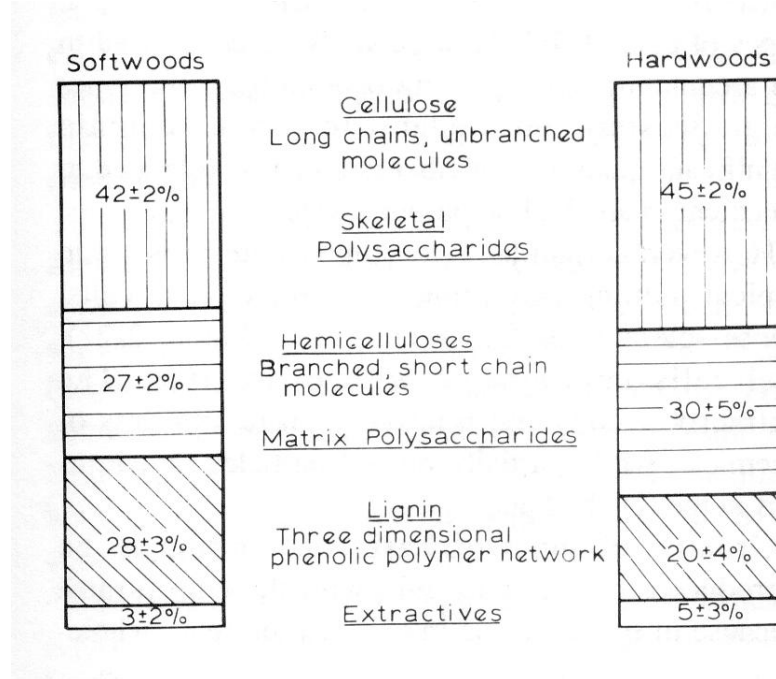 Softwoods
Hardwoods
42±2%
Cellulose
Long chains, unbranched
molecules
Skeletal
Polysaccharides
45±2%
27±2%
Hemicelluloses
Branched, short chain
molecules
Matrix Polysaccharides
30±5%
28±3%
Lignin
Three dimensional
phenolic polymer network
20±4%
3±2%
Extractives
5±3%